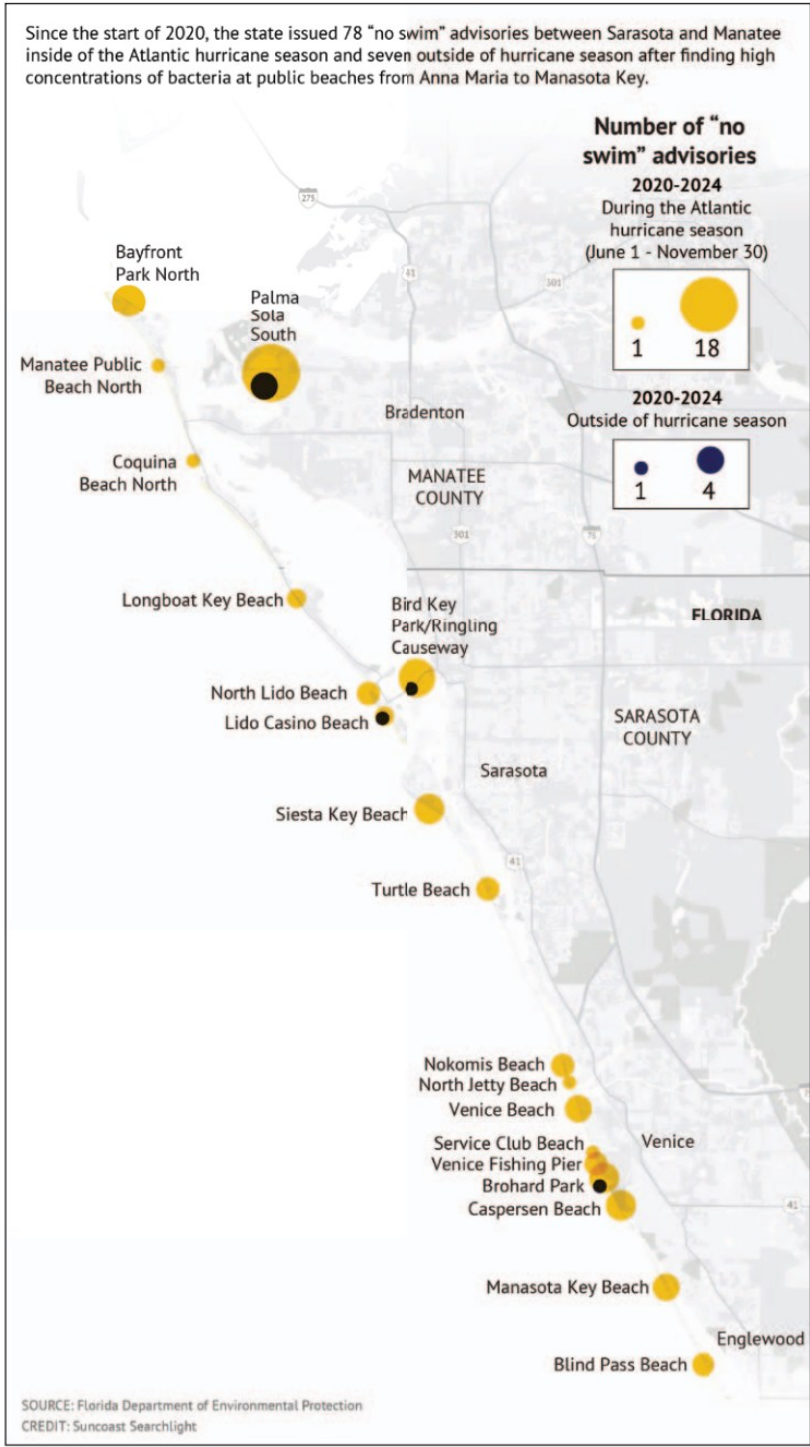 Since the start of 2020, the state issued 78 “no swim” advisories between Sarasota and Manatee
inside of the Atlantic hurricane season and seven outside of hurricane season after finding high
concentrations of bacteria at public beaches from Anna Maria to Manasota Key.
Number of “no
swim” advisories
2020-2024
During the Atlantic
hurricane season
(June 1 - November 30)
1 18
2020-2024
Outside of hurricane season
1 4
275
41
301
Bayfront
Park North
Palma
Sola
South
Manatee Public
Beach North
Bradenton
Coquina
Beach North
MANATEE
COUNTY
301
75
Longboat Key Beach
Bird Key
Park/Ringling
Causeway
FLORIDA
North Lido Beach
Lido Casino Beach
SARASOTA
COUNTY
Sarasota
Siesta Key Beach
41
Turtle Beach
Nokomis Beach
North Jetty Beach
Venice Beach
Service Club Beach
Venice
Venice Fishing Pier
Brohard Park
Caspersen Beach
41
Manasota Key Beach
Englewood
Blind Pass Beach
SOURCE: Florida Department of Environmental Protection
CREDIT: Suncoast Searchlight